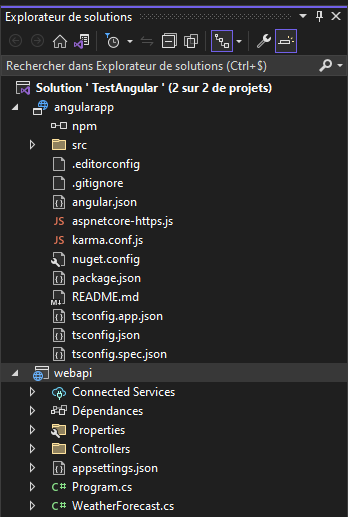 Explorateur de solutions
Rechercher dans Explorateur de solutions (Ctrl+$)
Solution ' TestAngular ' (2 sur 2 de projets)
angularapp
npm
src
.editorconfig
.gitignore
angular.json
JS aspnetcore-https.js
JS karma.conf.js
nuget.config
package.json
README.md
tsconfig.app.json
tsconfig.json
tsconfig.spec.json
webapi
Connected Services
Dépendances
Properties
Controllers
appsettings.json
C# Program.cs
C# WeatherForecast.cs